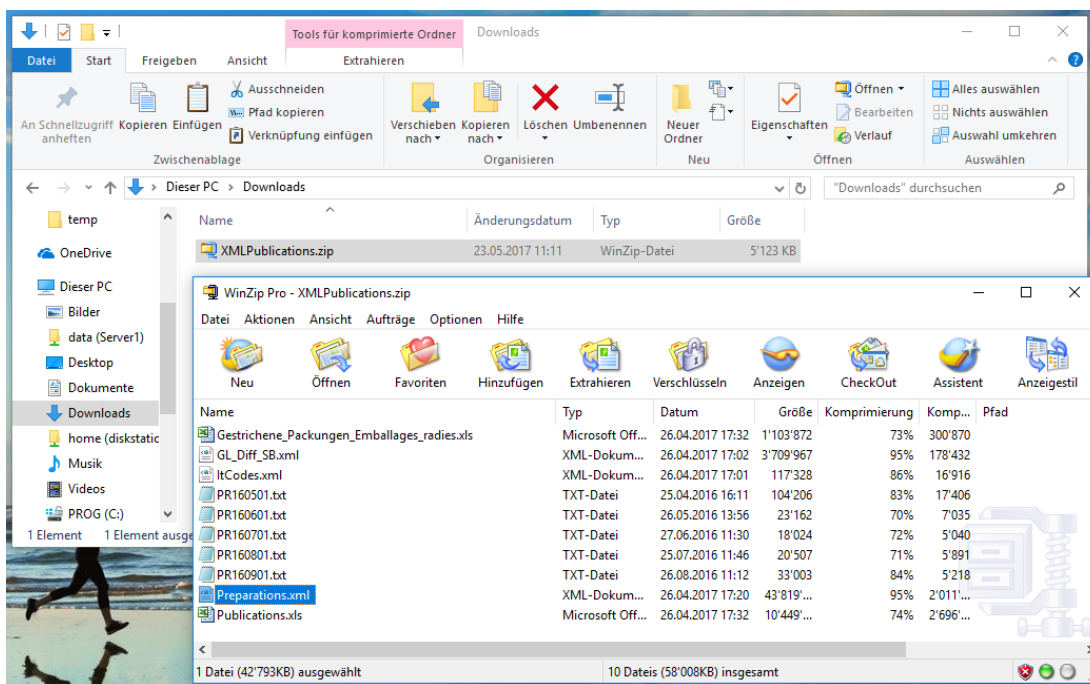 Tools für komprimierte Ordner Downloads
Datei Start Freigeben Ansicht Extrahieren
An Schnellzugriff anheften
Kopieren Einfügen
Ausschneiden
Pfad kopieren
Verknüpfung einfügen
Zwischenablage
Verschieben nach
Kopieren nach
Löschen Umbenennen
Organisieren
Neuer Ordner
Neu
Eigenschaften
Öffnen
Bearbeiten
Verlauf
Öffnen
Alles auswählen
Nichts auswählen
Auswahl umkehren
Auswählen
Dieser PC > Downloads
"Downloads" durchsuchen
temp
OneDrive
Dieser PC
Bilder
data (Server1)
Desktop
Dokumente
Downloads
home (diskstatic
Musik
Videos
PROG (C:)
1 Element 1 Element ausge
Name Änderungsdatum Typ Größe
XMLPublications.zip 23.05.2017 11:11 WinZip-Datei 5'123 KB
WinZip Pro - XMLPublications.zip
Datei Aktionen Ansicht Aufträge Optionen Hilfe
Neu Öffnen Favoriten Hinzufügen Extrahieren Verschlüsseln Anzeigen CheckOut Assistent Anzeigestil
Name Typ Datum Größe Komprimierung Komp... Pfad
Gestrichene_Packungen_Emballages_radies.xls Microsoft Off... 26.04.2017 17:32 1'103'872 73% 300'870
GL_Diff_SB.xml XML-Dokum... 26.04.2017 17:02 3'709'967 95% 178'432
ItCodes.xml XML-Dokum... 26.04.2017 17:01 117'328 86% 16'916
PR160501.txt TXT-Datei 25.04.2016 16:11 104'206 83% 17'406
PR160601.txt TXT-Datei 26.05.2016 13:56 23'162 70% 7'035
PR160701.txt TXT-Datei 27.06.2016 11:30 18'024 72% 5'040
PR160801.txt TXT-Datei 25.07.2016 11:46 20'507 71% 5'891
PR160901.txt TXT-Datei 26.08.2016 11:12 33'003 84% 5'218
Preparations.xml XML-Dokum... 26.04.2017 17:20 43'819'... 95% 2'011'...
Publications.xls Microsoft Off... 26.04.2017 17:32 10'449'... 74% 2'696'...
1 Datei (42'793KB) ausgewählt 10 Dateis (58'008KB) insgesamt